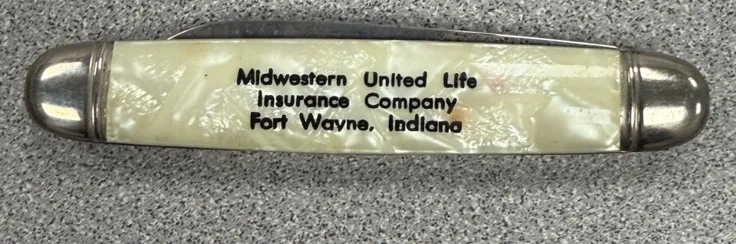 Midwestern United Life
Insurance Company
Fort Wayne, Indiana